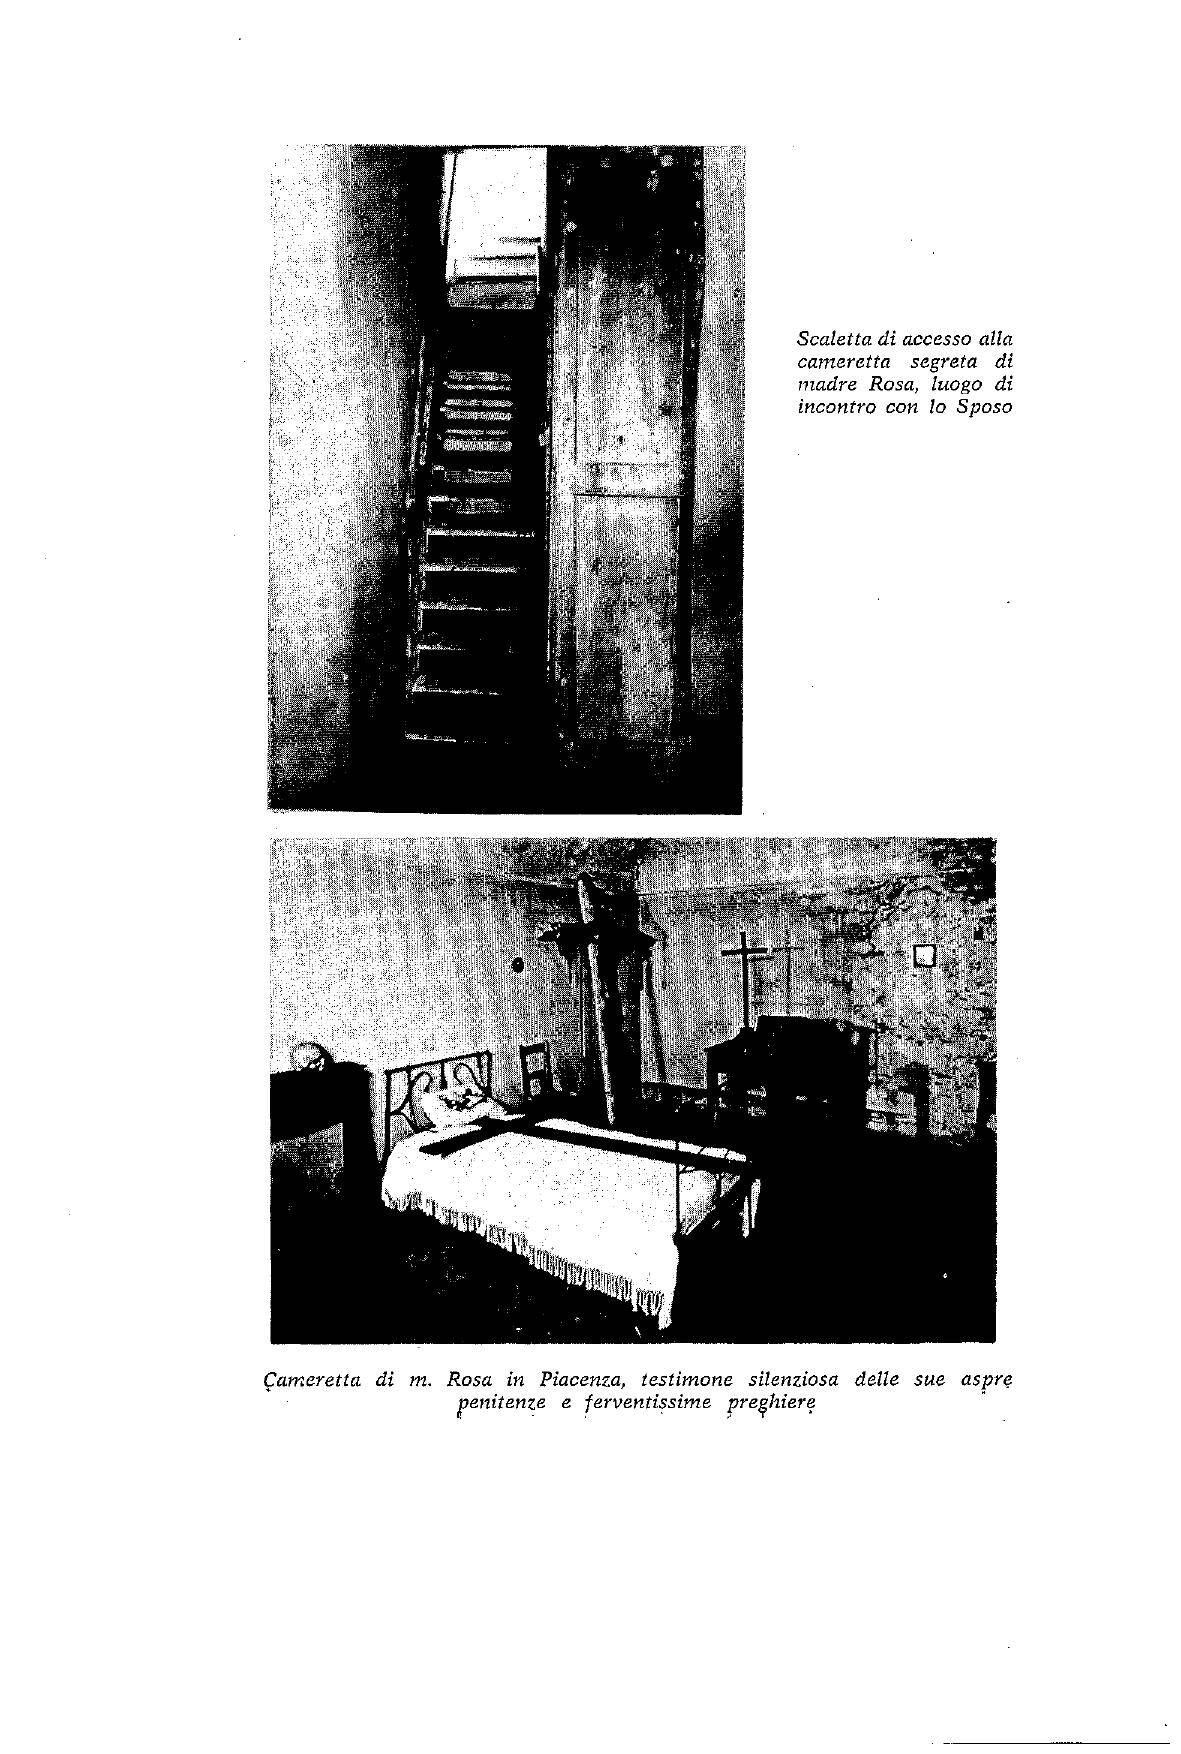 Scaletta di accesso alla
cameretta segreta di
madre Rosa, luogo di
incontro con lo Sposo
Cameretta di m. Rosa in Piacenza, testimone silenziosa delle sue aspre
penitenze e ferventissime preghiere